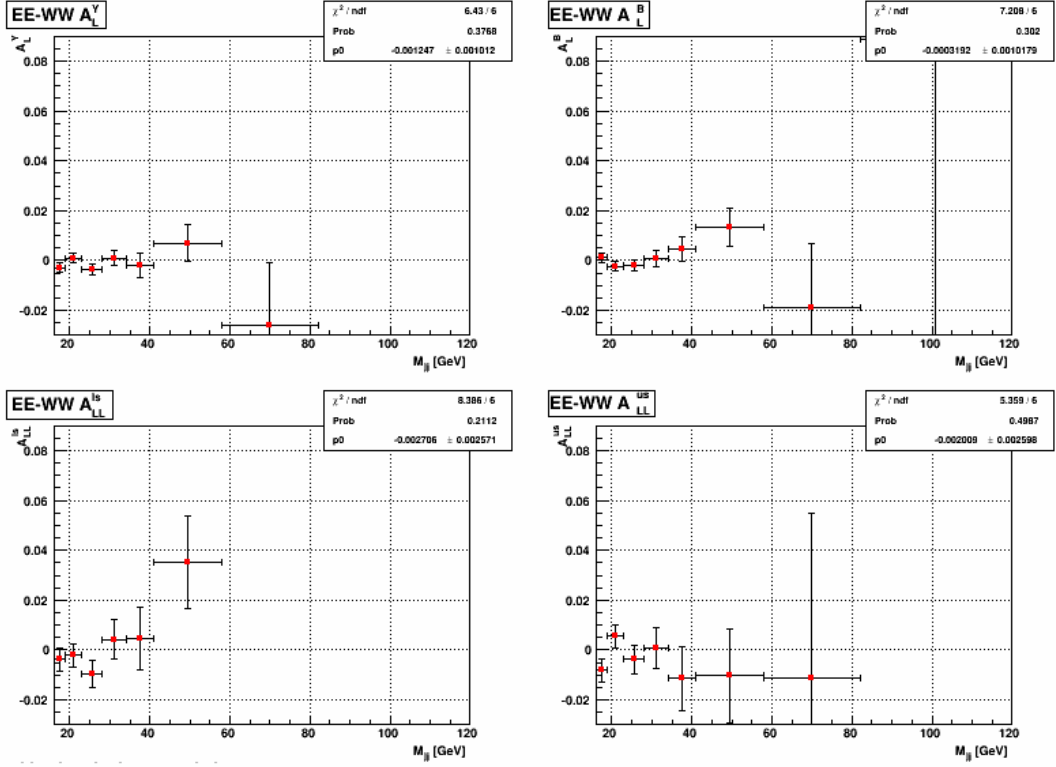 EE-WW A_L^Y
χ² / ndf 6.43 / 6
Prob 0.3768
p0 -0.001247 ± 0.001012
A_L^Y
0.08
0.06
0.04
0.02
0
-0.02
20 40 60 80 100 120
M_jj [GeV]
EE-WW A_L^B
χ² / ndf 7.208 / 6
Prob 0.302
p0 -0.0003192 ± 0.0010179
A_L^B
0.08
0.06
0.04
0.02
0
-0.02
20 40 60 80 100 120
M_jj [GeV]
EE-WW A_LL^ls
χ² / ndf 8.386 / 6
Prob 0.2112
p0 -0.002706 ± 0.002571
A_LL^ls
0.08
0.06
0.04
0.02
0
-0.02
20 40 60 80 100 120
M_jj [GeV]
EE-WW A_LL^us
χ² / ndf 5.359 / 6
Prob 0.4987
p0 -0.002009 ± 0.002598
A_LL^us
0.08
0.06
0.04
0.02
0
-0.02
20 40 60 80 100 120
M_jj [GeV]